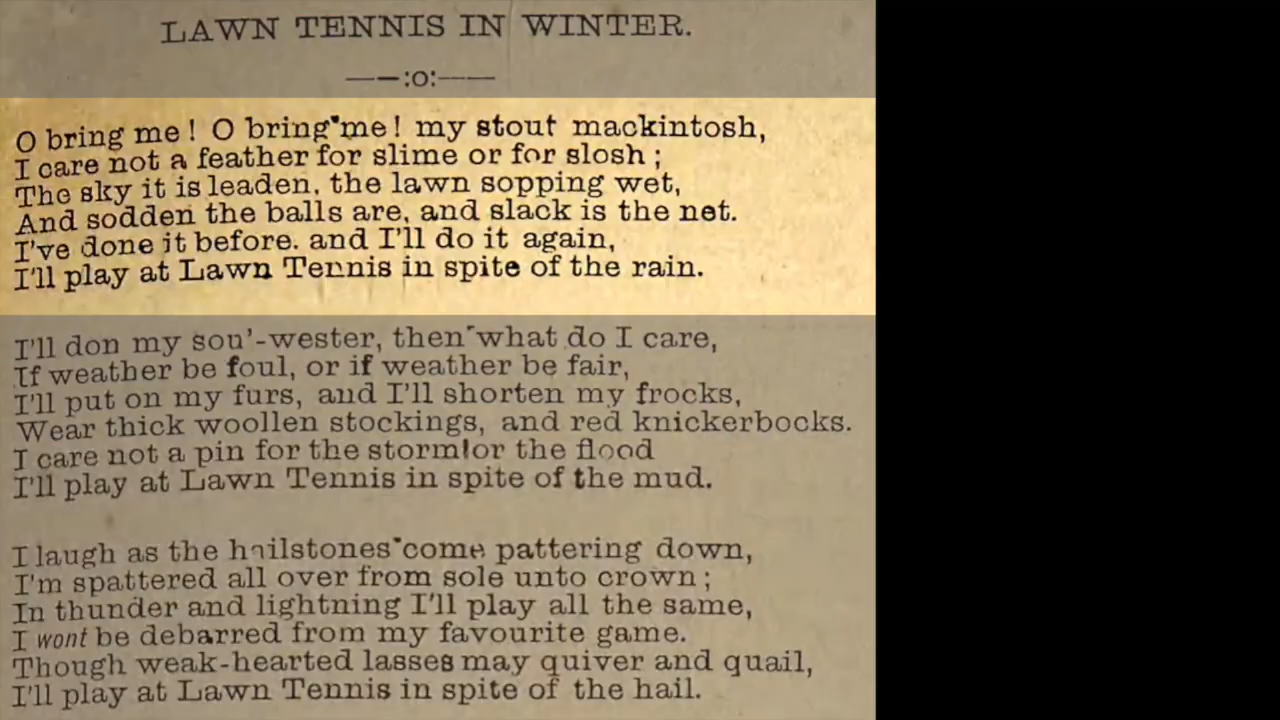 LAWN TENNIS IN WINTER.
——:o:——
O bring me! O bring me! my stout mackintosh,
I care not a feather for slime or for slosh;
The sky it is leaden, the lawn sopping wet,
And sodden the balls are, and slack is the net.
I've done it before. and I'll do it again,
I'll play at Lawn Tennis in spite of the rain.
I'll don my sou'-wester, then what do I care,
If weather be foul, or if weather be fair,
I'll put on my furs, and I'll shorten my frocks,
Wear thick woollen stockings, and red knickerbocks.
I care not a pin for the storm or the flood
I'll play at Lawn Tennis in spite of the mud.
I laugh as the hailstones come pattering down,
I'm spattered all over from sole unto crown;
In thunder and lightning I'll play all the same,
I wont be debarred from my favourite game.
Though weak-hearted lasses may quiver and quail,
I'll play at Lawn Tennis in spite of the hail.